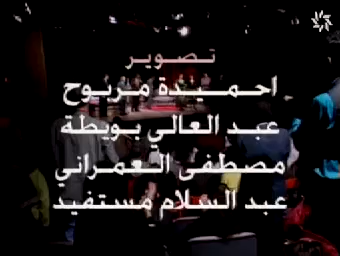 تصوير
احميدة مربوح
عبد العالي بويطة
مصطفى العمراني
عبد السلام مستفيد